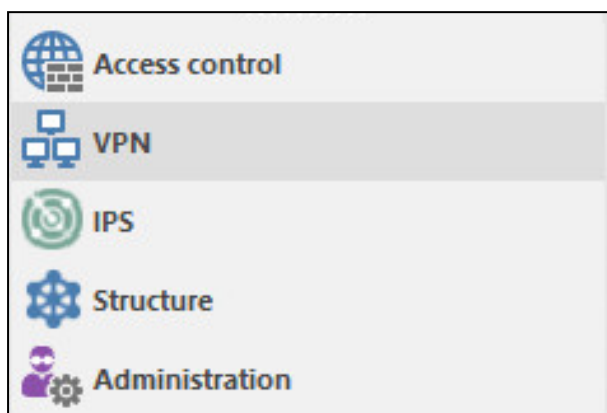 Access control
VPN
IPS
Structure
Administration